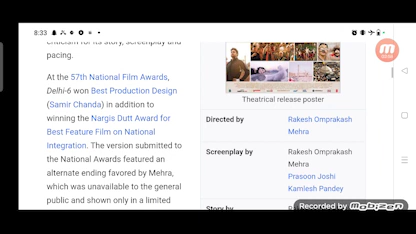 8:33
criticism for its story, screenplay and
pacing.
At the 57th National Film Awards,
Delhi-6 won Best Production Design
(Samir Chanda) in addition to
winning the Nargis Dutt Award for
Best Feature Film on National
Integration. The version submitted to
the National Awards featured an
alternate ending favored by Mehra,
which was unavailable to the general
public and shown only in a limited
Theatrical release poster
Directed by
Rakesh Omprakash
Mehra
Screenplay by
Rakesh Omprakash
Mehra
Prasoon Joshi
Kamlesh Pandey
Story by
Recorded by MOBIZEN